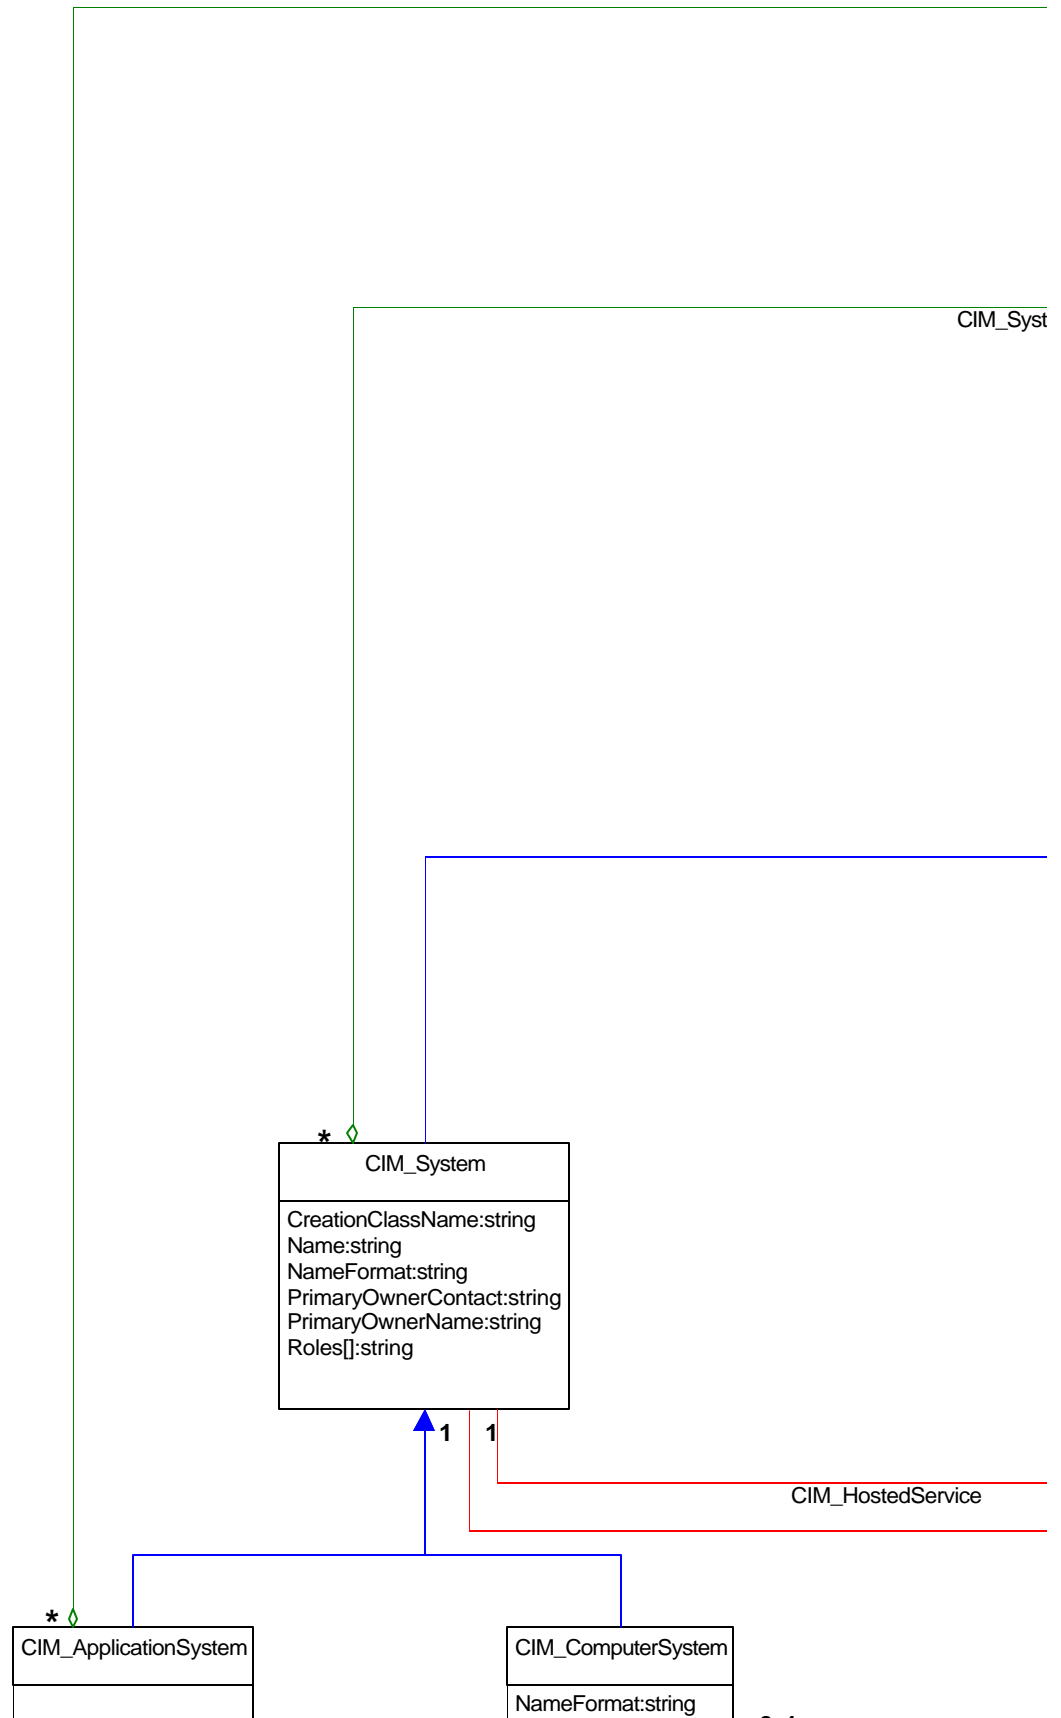 CIM_Syst
*
CIM_System
CreationClassName:string
Name:string
NameFormat:string
PrimaryOwnerContact:string
PrimaryOwnerName:string
Roles[]:string
1 1
CIM_HostedService
*
CIM_ApplicationSystem
CIM_ComputerSystem
NameFormat:string